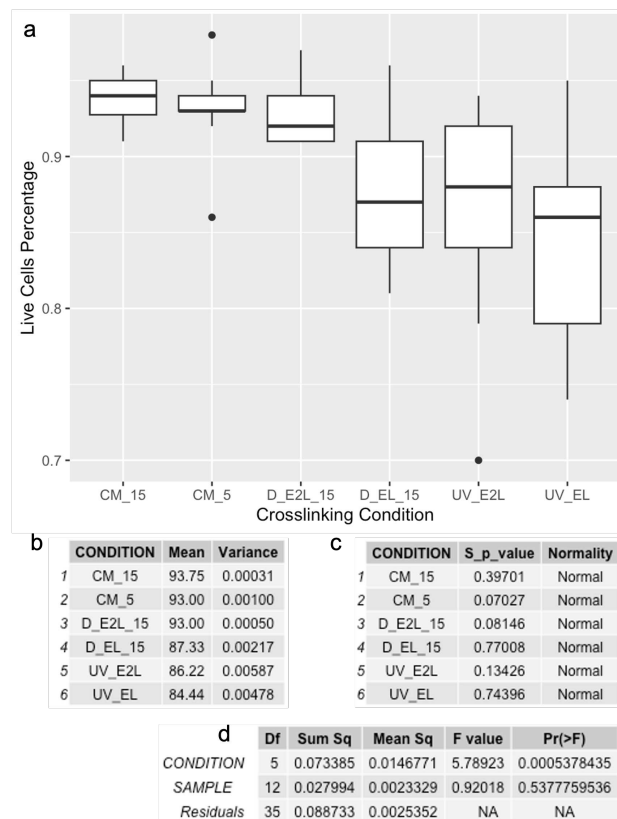 a
Live Cells Percentage
0.9
0.8
0.7
CM_15 CM_5 D_E2L_15 D_EL_15 UV_E2L UV_EL
Crosslinking Condition
b
CONDITION Mean Variance
1 CM_15 93.75 0.00031
2 CM_5 93.00 0.00100
3 D_E2L_15 93.00 0.00050
4 D_EL_15 87.33 0.00217
5 UV_E2L 86.22 0.00587
6 UV_EL 84.44 0.00478
c
CONDITION S_p_value Normality
1 CM_15 0.39701 Normal
2 CM_5 0.07027 Normal
3 D_E2L_15 0.08146 Normal
4 D_EL_15 0.77008 Normal
5 UV_E2L 0.13426 Normal
6 UV_EL 0.74396 Normal
d
Df Sum Sq Mean Sq F value Pr(>F)
CONDITION 5 0.073385 0.0146771 5.78923 0.0005378435
SAMPLE 12 0.027994 0.0023329 0.92018 0.5377759536
Residuals 35 0.088733 0.0025352 NA NA